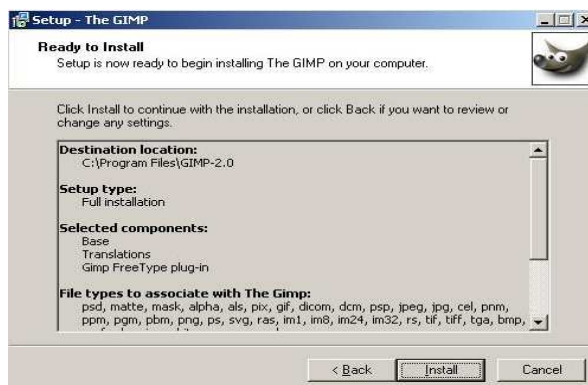 Setup - The GIMP
Ready to Install
Setup is now ready to begin installing The GIMP on your computer.
Click Install to continue with the installation, or click Back if you want to review or
change any settings.
Destination location:
C:\Program Files\GIMP-2.0
Setup type:
Full installation
Selected components:
Base
Translations
Gimp FreeType plug-in
File types to associate with The Gimp:
psd, matte, mask, alpha, als, pix, gif, dicom, dcm, psp, jpeg, jpg, cel, pnm,
ppm, pgm, pbm, png, ps, svg, ras, im1, im8, im24, im32, rs, tif, tiff, tga, bmp,
< Back
Install
Cancel